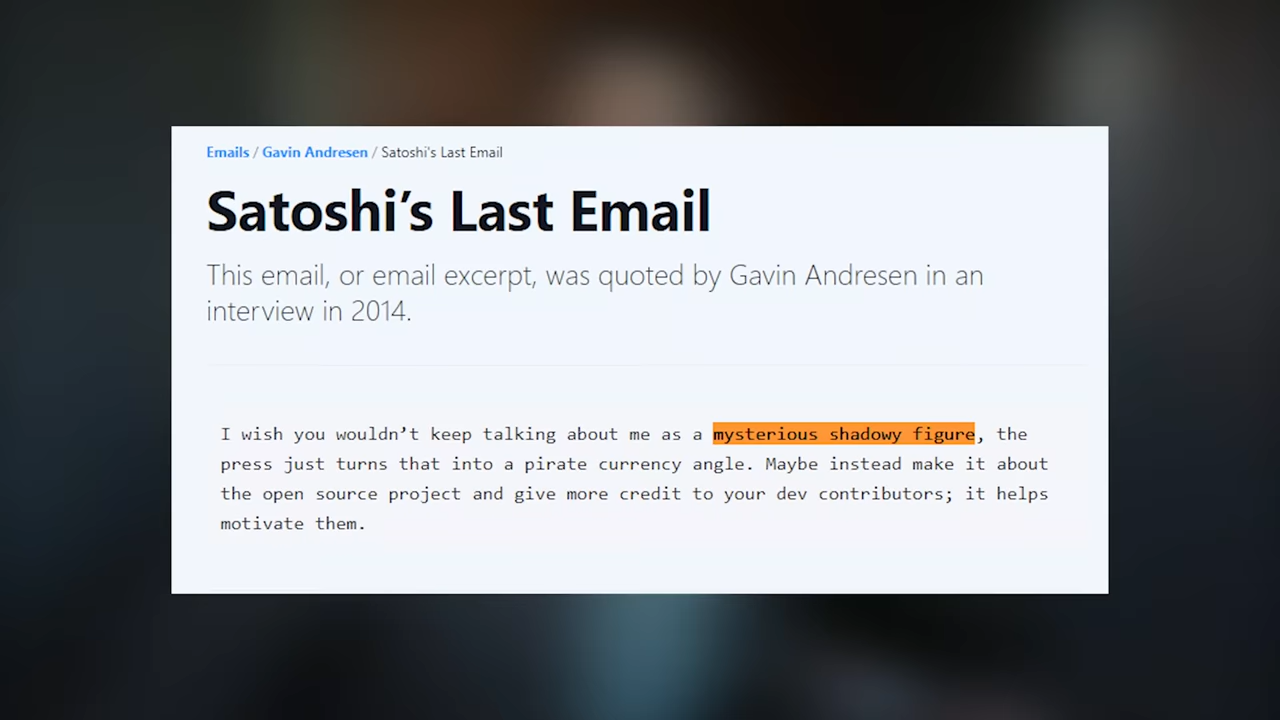 Emails / Gavin Andresen / Satoshi's Last Email
Satoshi’s Last Email
This email, or email excerpt, was quoted by Gavin Andresen in an
interview in 2014.
I wish you wouldn’t keep talking about me as a mysterious shadowy figure, the
press just turns that into a pirate currency angle. Maybe instead make it about
the open source project and give more credit to your dev contributors; it helps
motivate them.